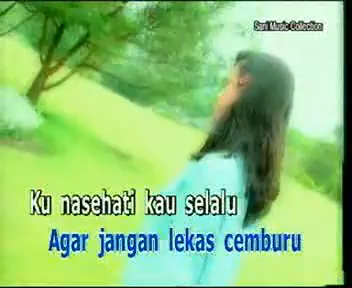 Sani Music Collection
Ku nasehati kau selalu
Agar jangan lekas cemburu